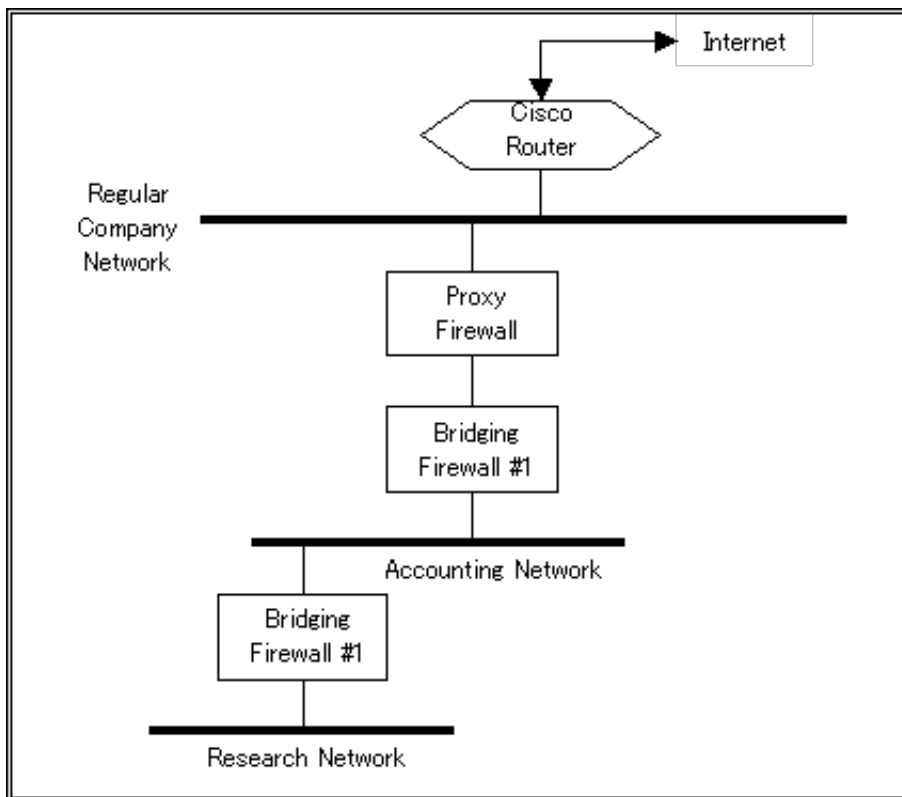 Internet
Cisco
Router
Regular
Company
Network
Proxy
Firewall
Bridging
Firewall #1
Accounting Network
Bridging
Firewall #1
Research Network